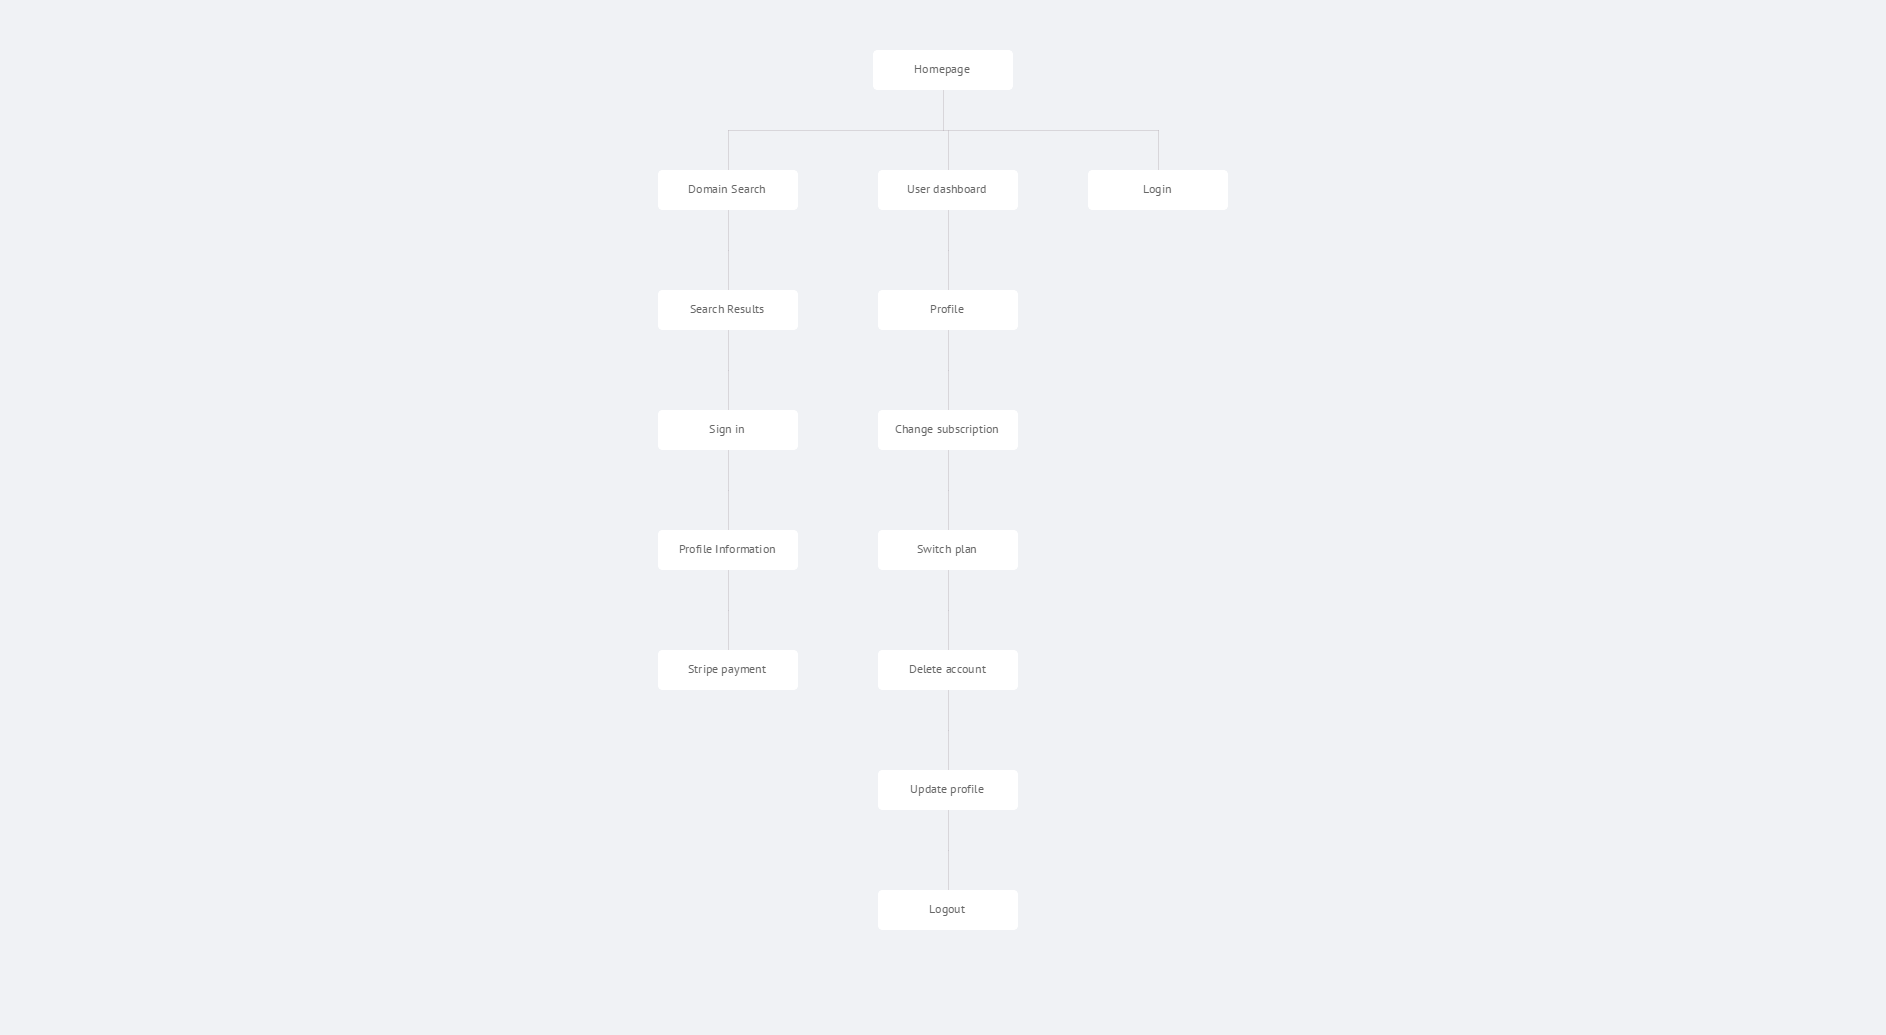 Homepage
Domain Search
User dashboard
Login
Search Results
Profile
Sign in
Change subscription
Profile Information
Switch plan
Stripe payment
Delete account
Update profile
Logout